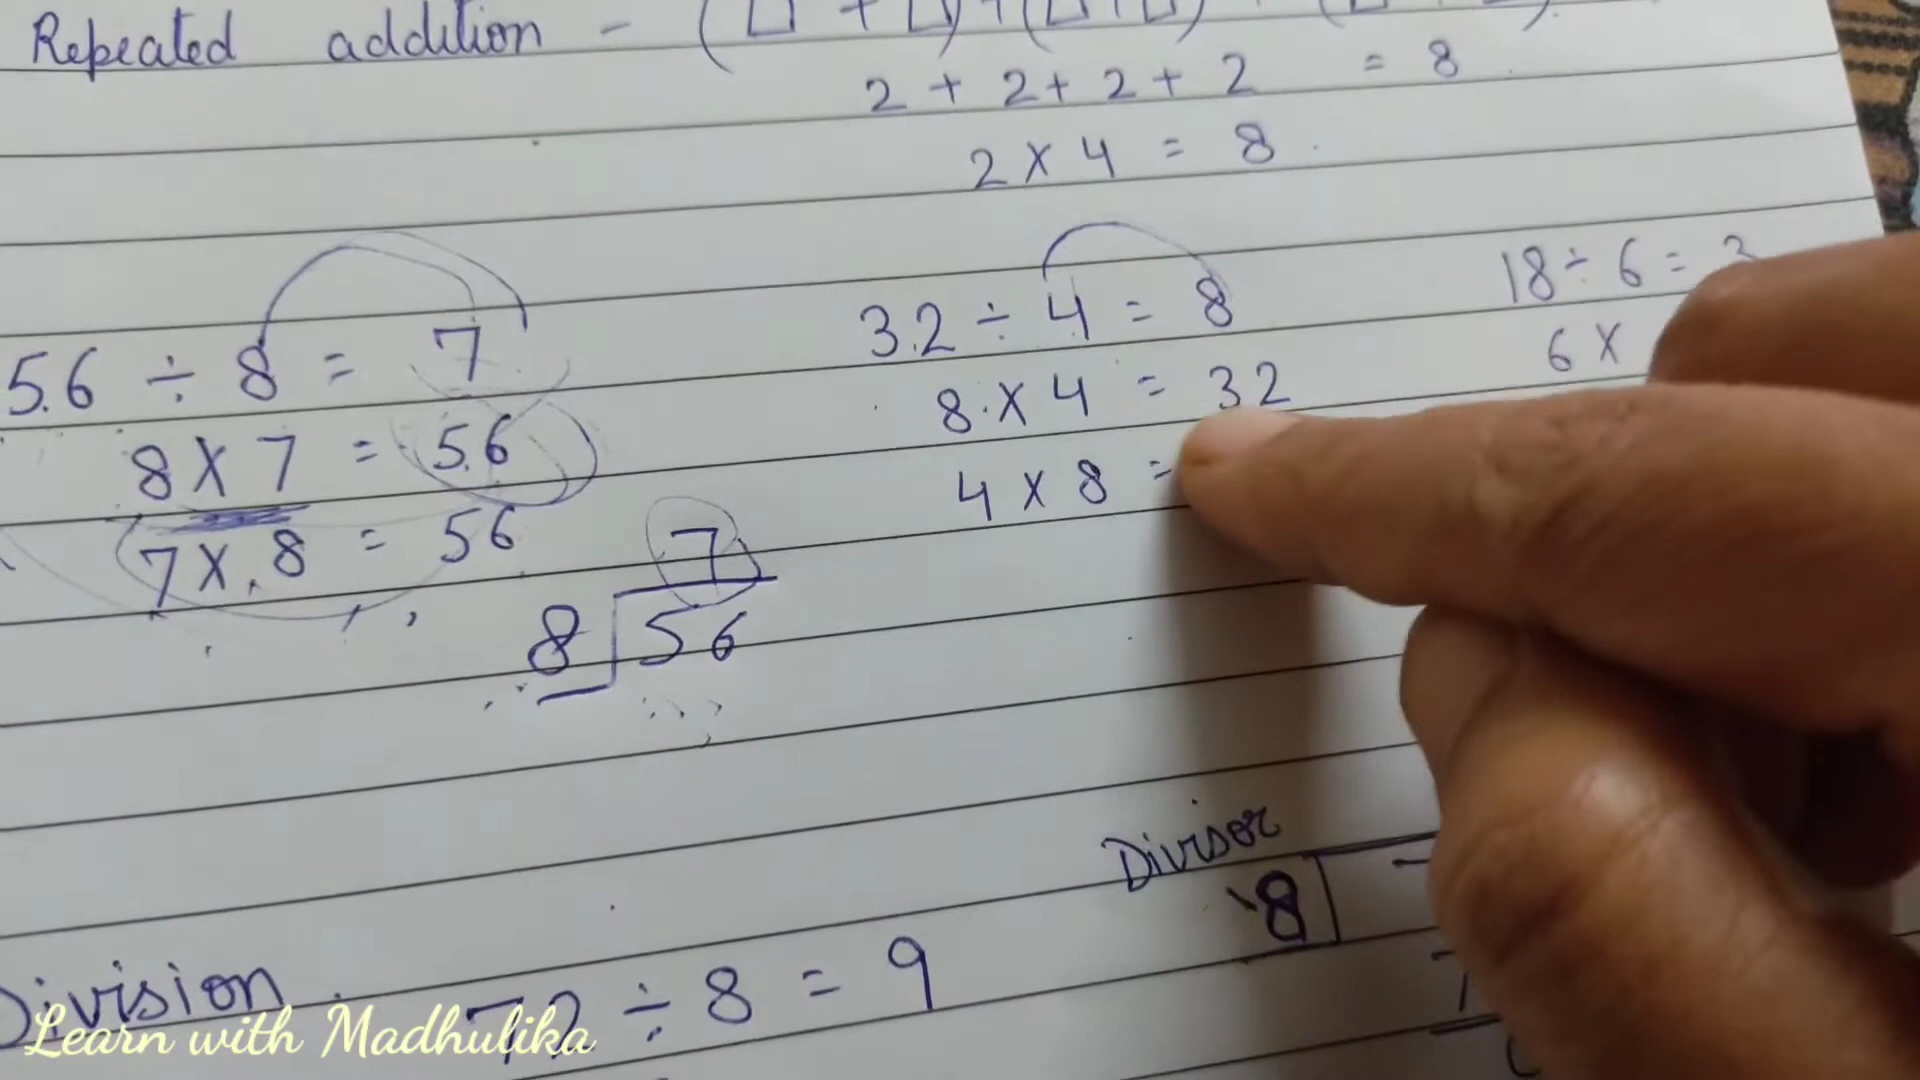 Repeated addition - (□ + □) + (□ + □) + (□ + □).
2 + 2 + 2 + 2 = 8
2 X 4 = 8
56 ÷ 8 = 7
8 X 7 = 56
7 X 8 = 56
7
8 56
32 ÷ 4 = 8
8 X 4 = 32
4 X 8 =
18 ÷ 6 =
6 X
Divisor
8
Division
72 ÷ 8 = 9
Learn with Madhulika